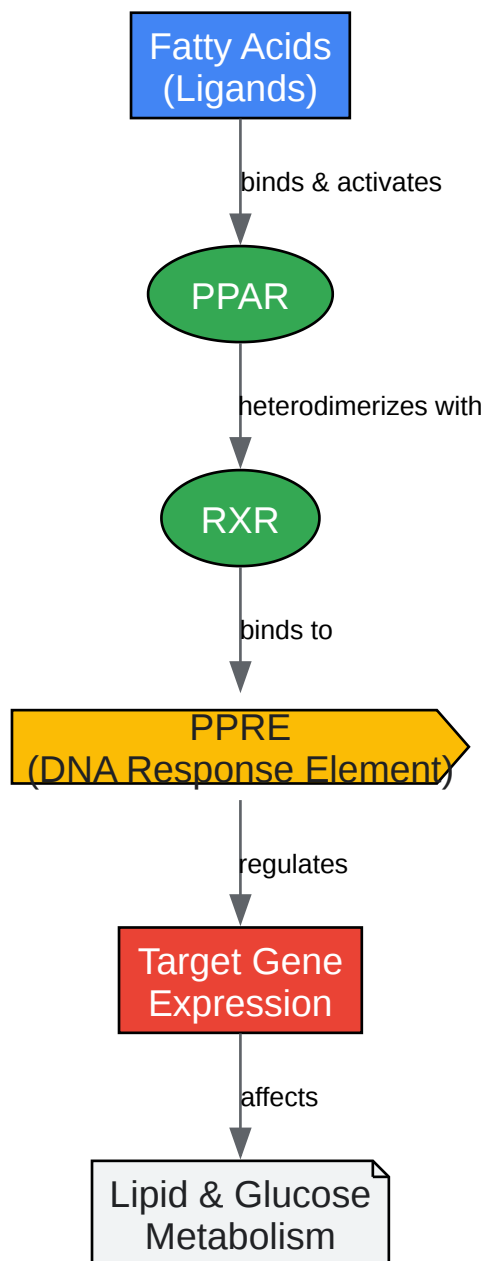 Fatty Acids
(Ligands)
binds & activates
PPAR
heterodimerizes with
RXR
binds to
PPRE
(DNA Response Element)
regulates
Target Gene
Expression
affects
Lipid & Glucose
Metabolism